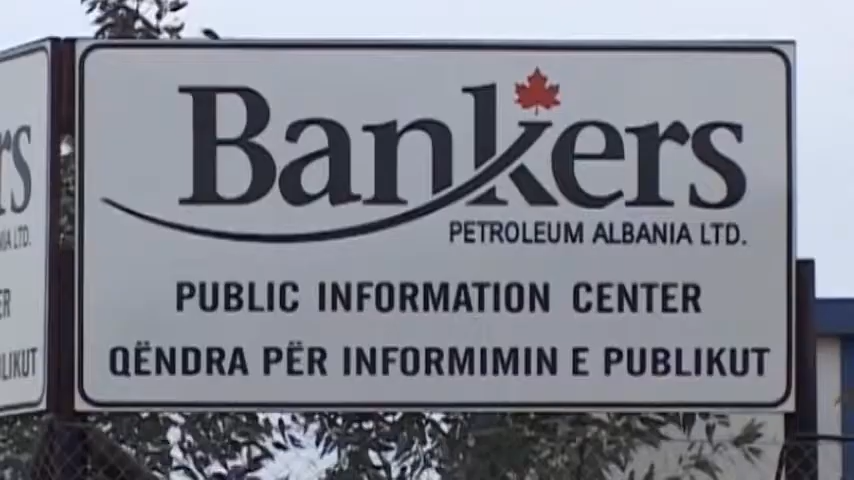 Bankers
PETROLEUM ALBANIA LTD.
PUBLIC INFORMATION CENTER
QËNDRA PËR INFORMIMIN E PUBLIKUT